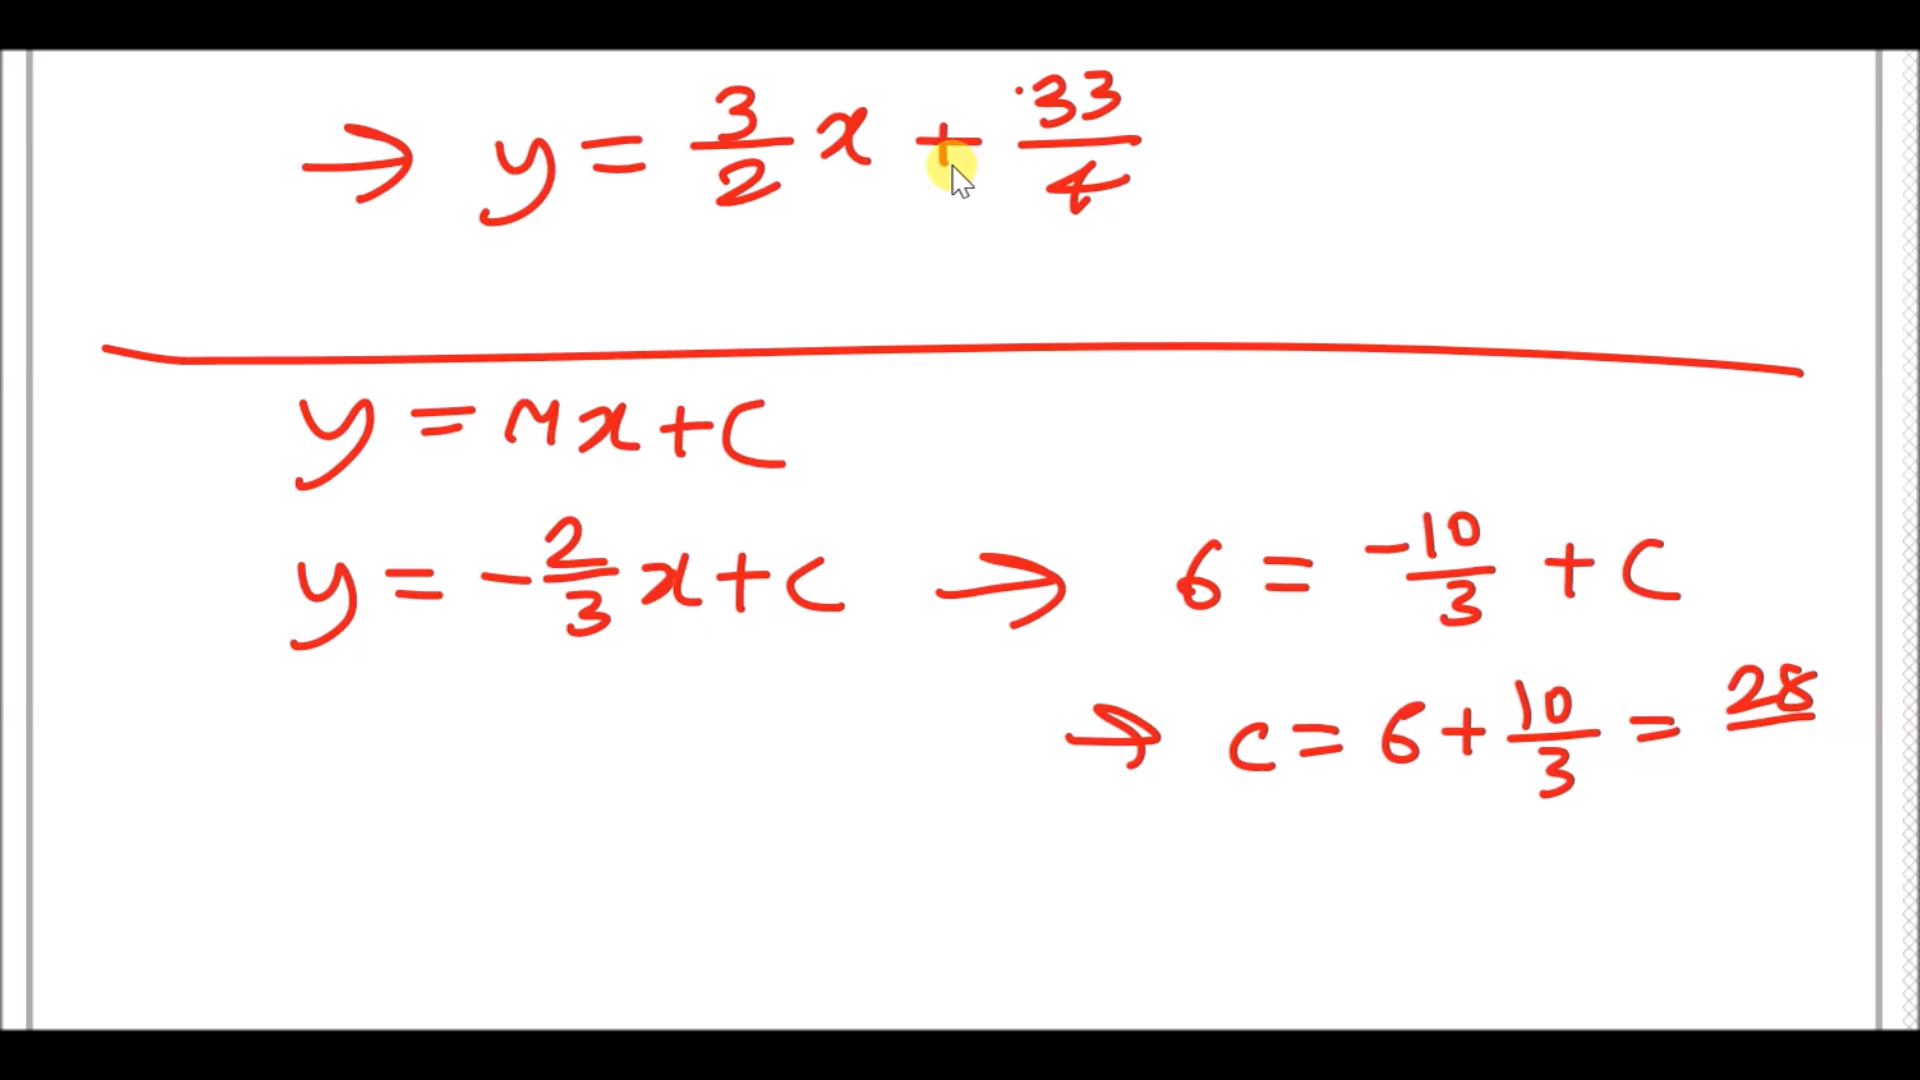 → y = 3/2 x + 33/4
y = mx + c
y = -2/3 x + c → 6 = -10/3 + c
→ c = 6 + 10/3 = 28